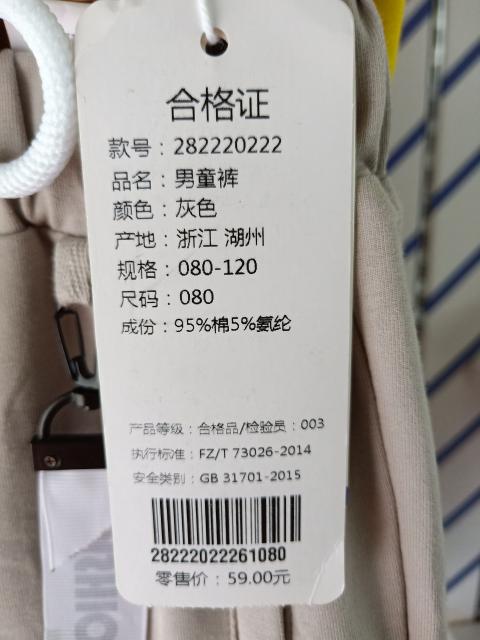 合格证
款号：282220222
品名：男童裤
颜色：灰色
产地：浙江 湖州
规格：080-120
尺码：080
成份：95%棉5%氨纶
产品等级：合格品/检验员：003
执行标准：FZ/T 73026-2014
安全类别：GB 31701-2015
28222022261080
零售价：59.00元